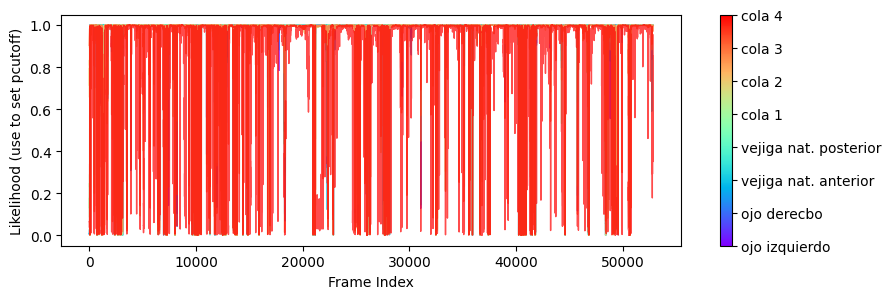 Likelihood (use to set pcutoff)
1.0
0.8
0.6
0.4
0.2
0.0
0
10000
20000
30000
40000
50000
Frame Index
cola 4
cola 3
cola 2
cola 1
vejiga nat. posterior
vejiga nat. anterior
ojo derecbo
ojo izquierdo